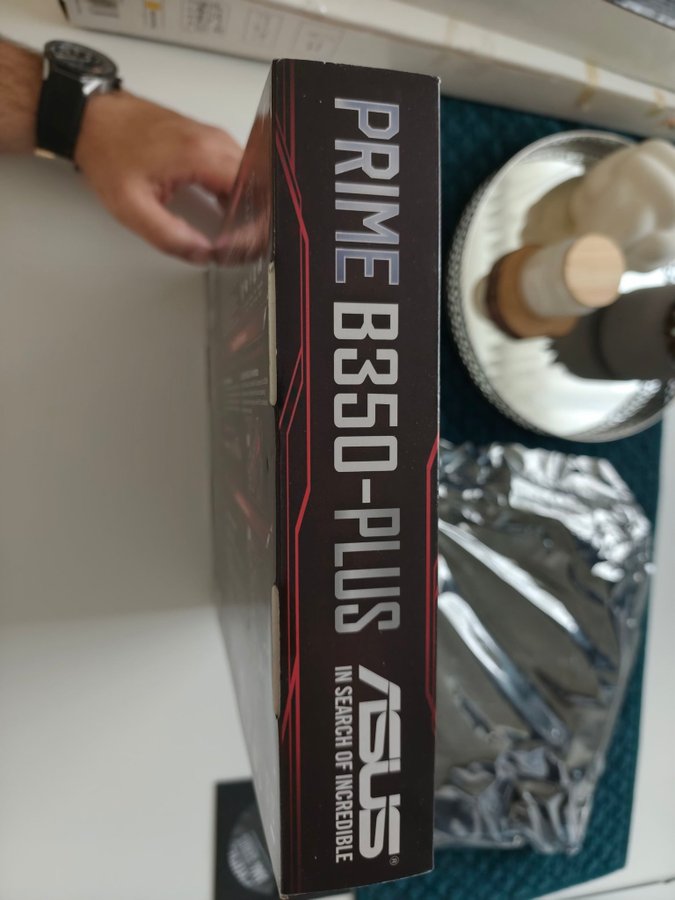 PRIME B350-PLUS
ASUS®
IN SEARCH OF INCREDIBLE